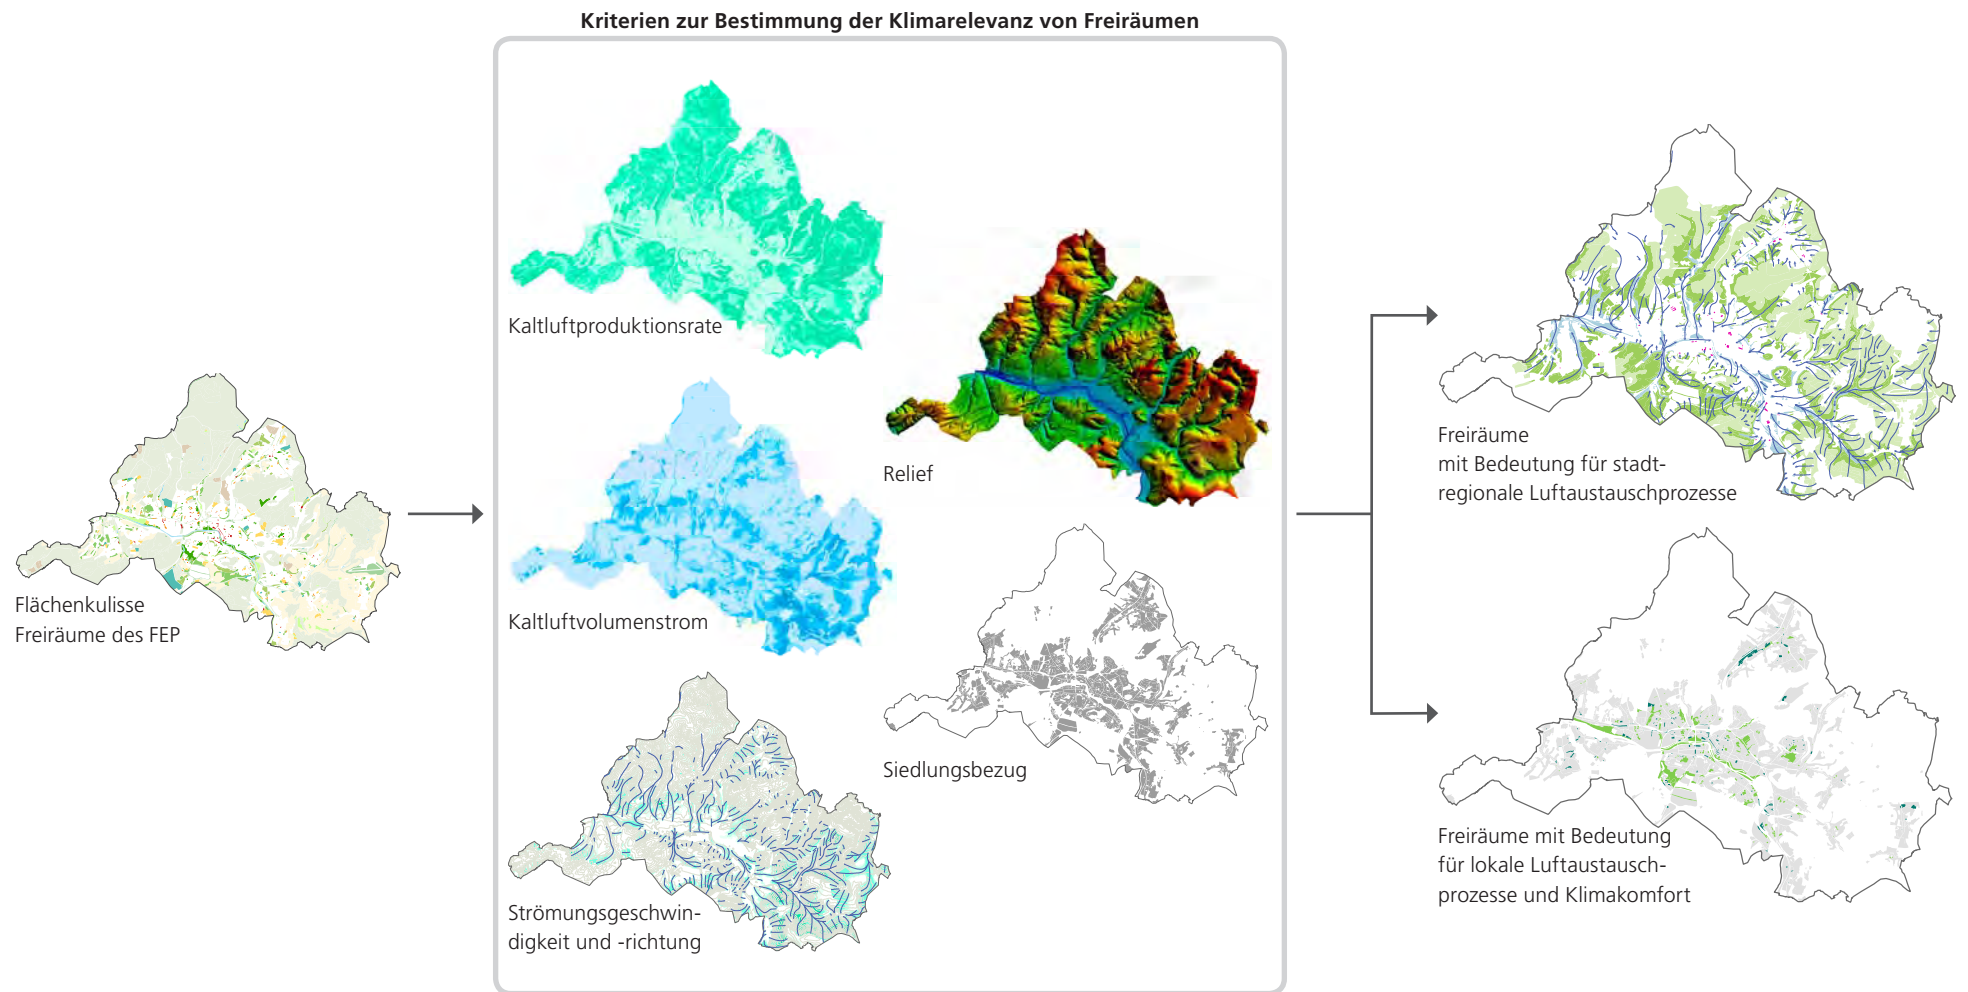 Kriterien zur Bestimmung der Klimarelevanz von Freiräumen
Flächenkulisse
Freiräume des FEP
Kaltluftproduktionsrate
Kaltluftvolumenstrom
Strömungsgeschwin-
digkeit und -richtung
Relief
Siedlungsbezug
Freiräume
mit Bedeutung für stadt-
regionale Luftaustauschprozesse
Freiräume mit Bedeutung
für lokale Luftaustausch-
prozesse und Klimakomfort